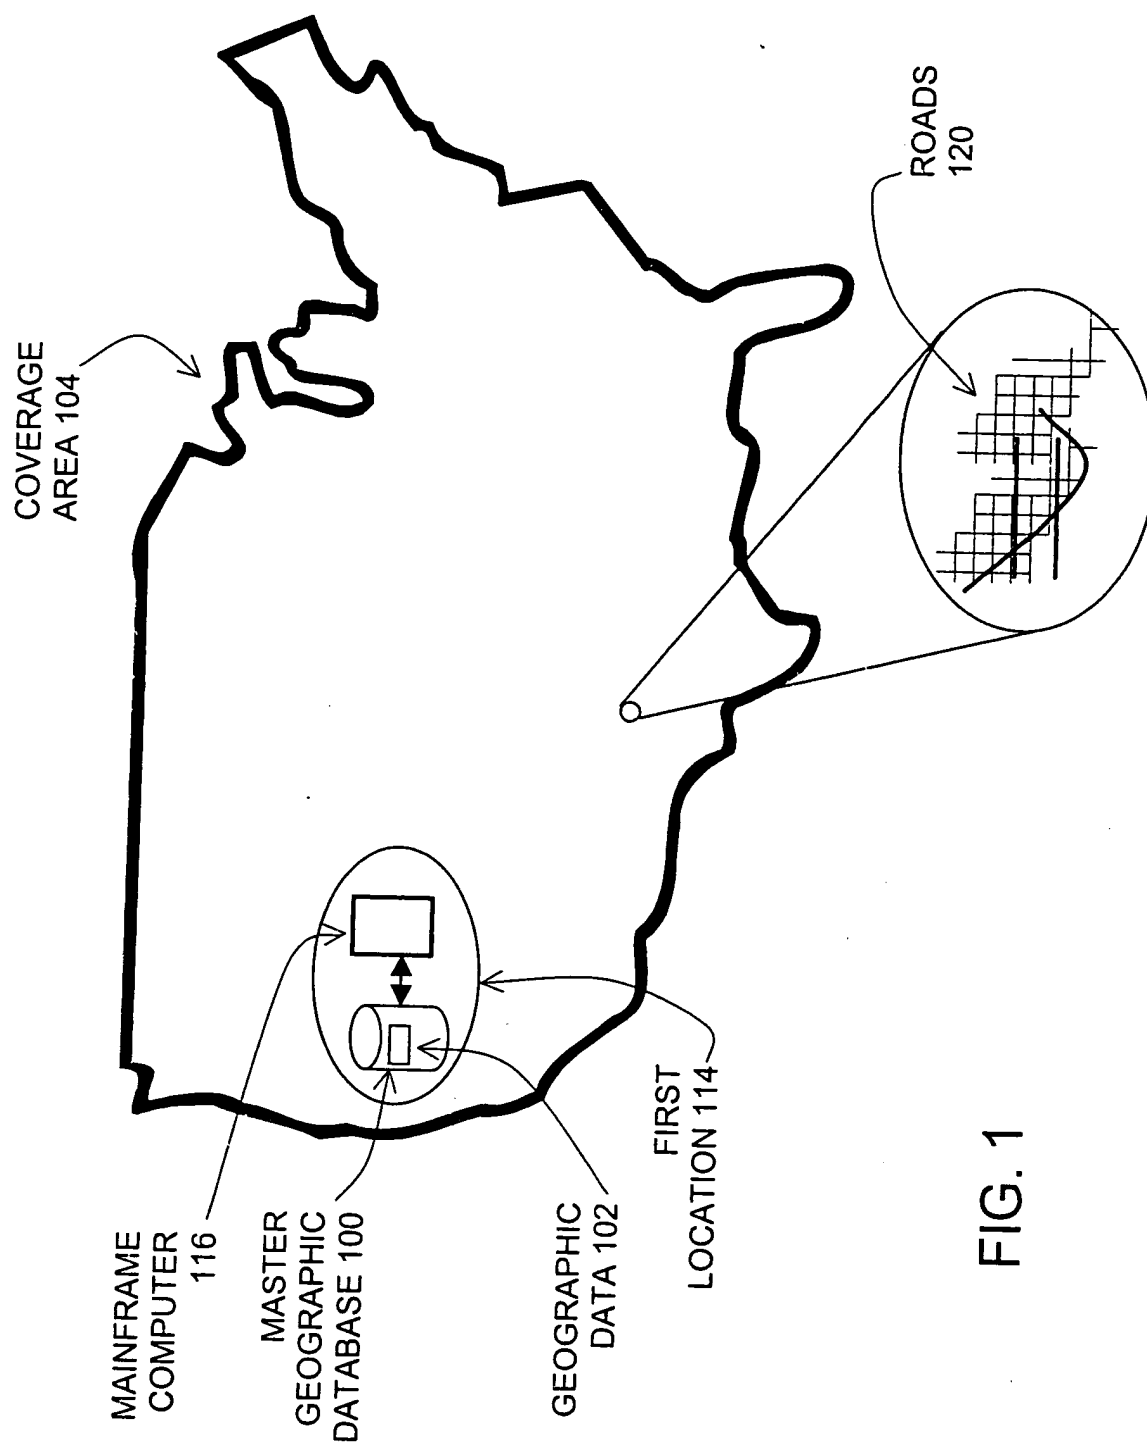 MAINFRAME
COMPUTER
116
MASTER
GEOGRAPHIC
DATABASE 100
GEOGRAPHIC
DATA 102
FIRST
LOCATION 114
COVERAGE
AREA 104
ROADS
120
FIG. 1